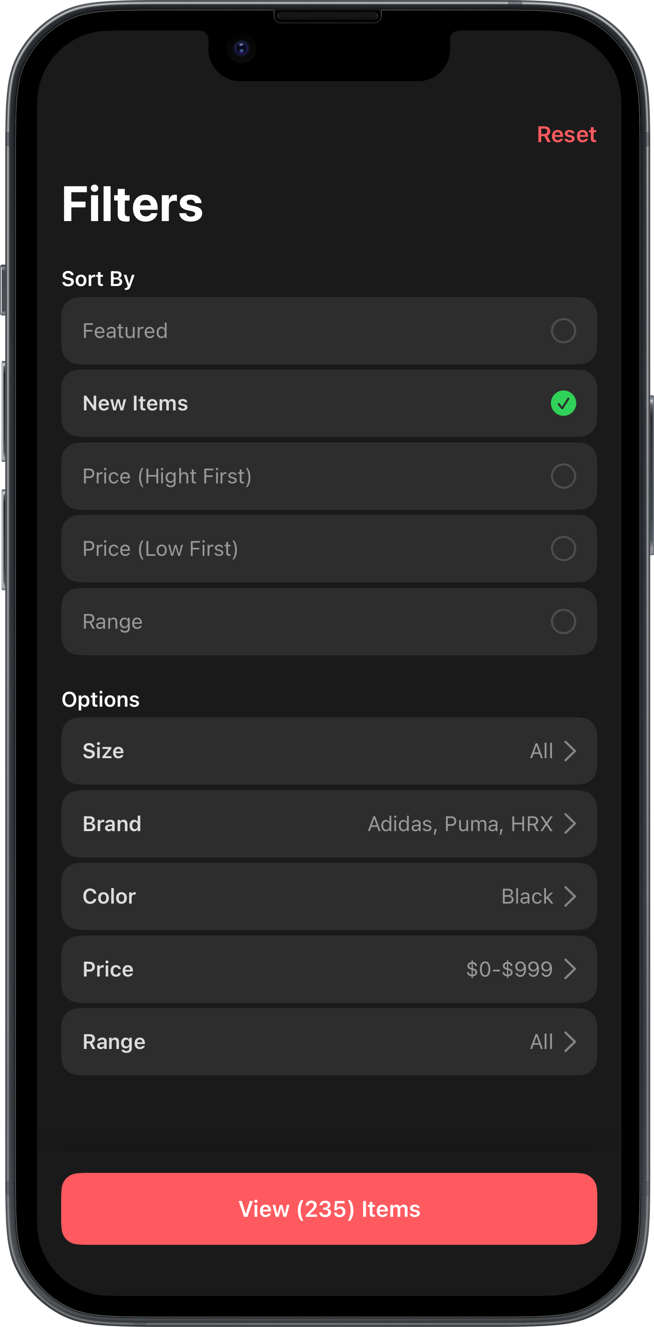 Reset
Filters
Sort By
Featured
New Items
Price (Hight First)
Price (Low First)
Range
Options
Size All
Brand Adidas, Puma, HRX
Color Black
Price $0-$999
Range All
View (235) Items